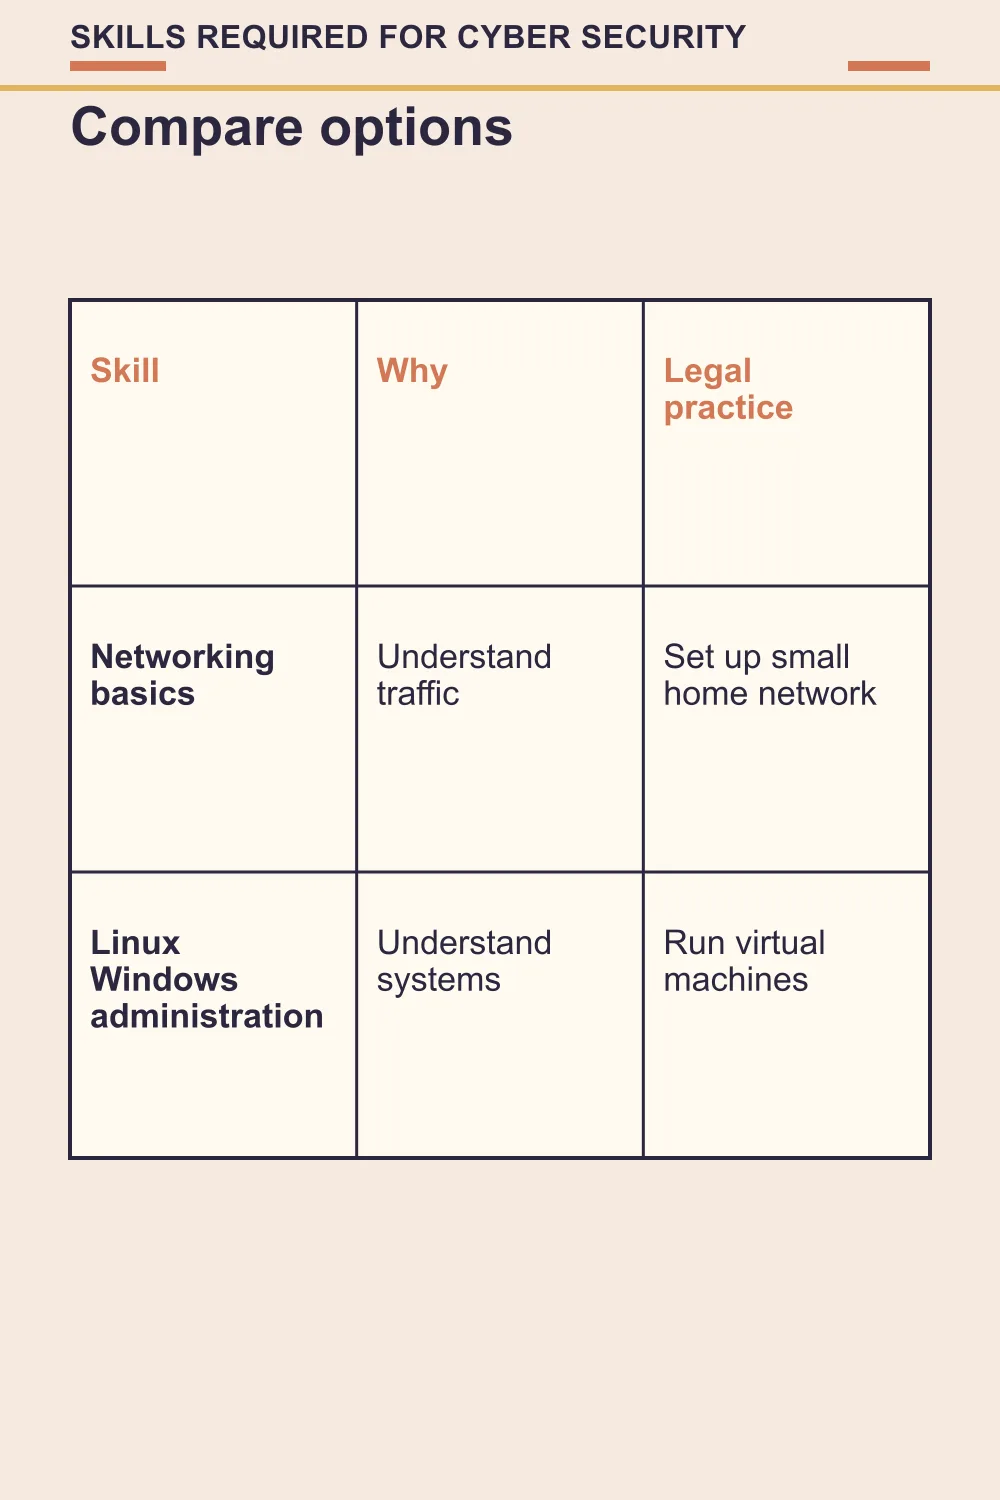 SKILLS REQUIRED FOR CYBER SECURITY
Compare options
Skill
Why
Legal
practice
Networking
basics
Understand
traffic
Set up small
home network
Linux
Windows
administration
Understand
systems
Run virtual
machines